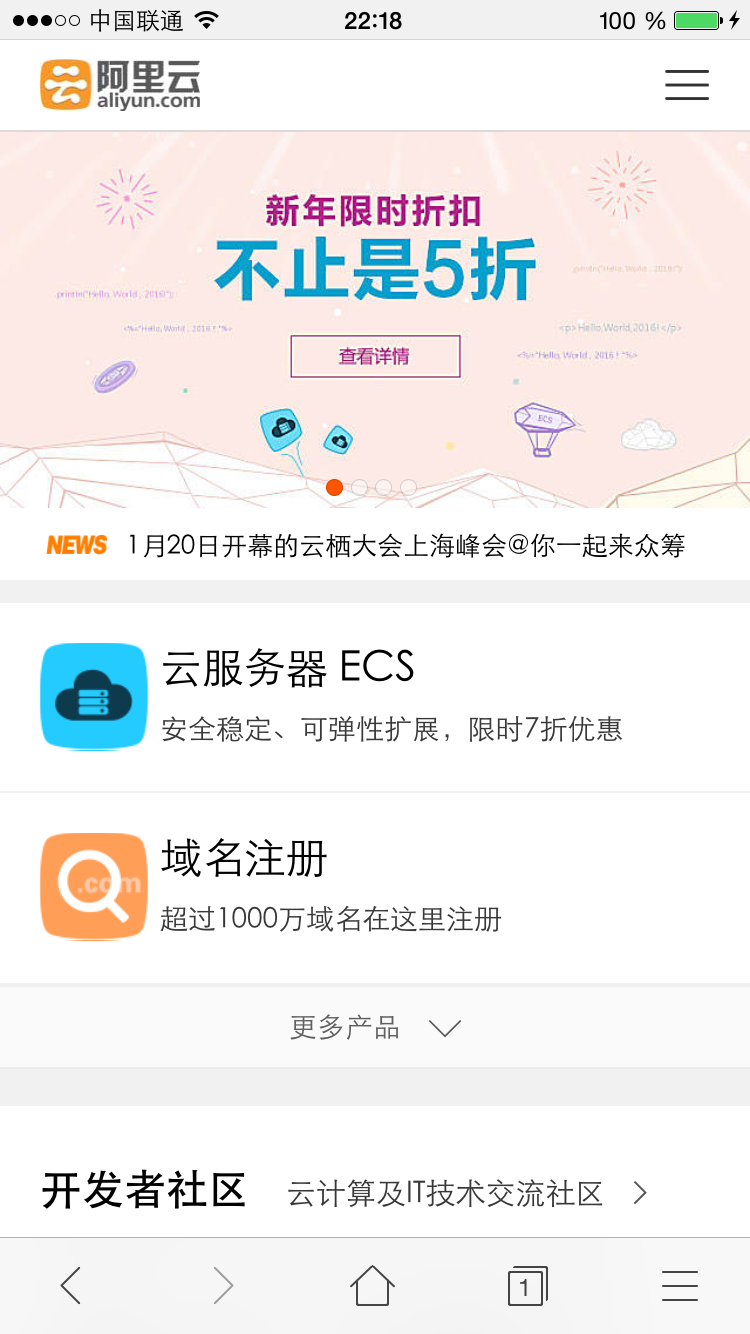 中国联通
22:18
100 %
阿里云
aliyun.com
新年限时折扣
不止是5折
println("Hello, World , 2016!");
println("Hello, World , 2016!");
<%="Hello, World , 2016 ! "%>
<p>Hello,World,2016!</p>
查看详情
<%="Hello, World , 2016 ! "%>
ECS
NEWS 1月20日开幕的云栖大会上海峰会@你一起来众筹
云服务器 ECS
安全稳定、可弹性扩展，限时7折优惠
.com
域名注册
超过1000万域名在这里注册
更多产品
开发者社区 云计算及IT技术交流社区
1